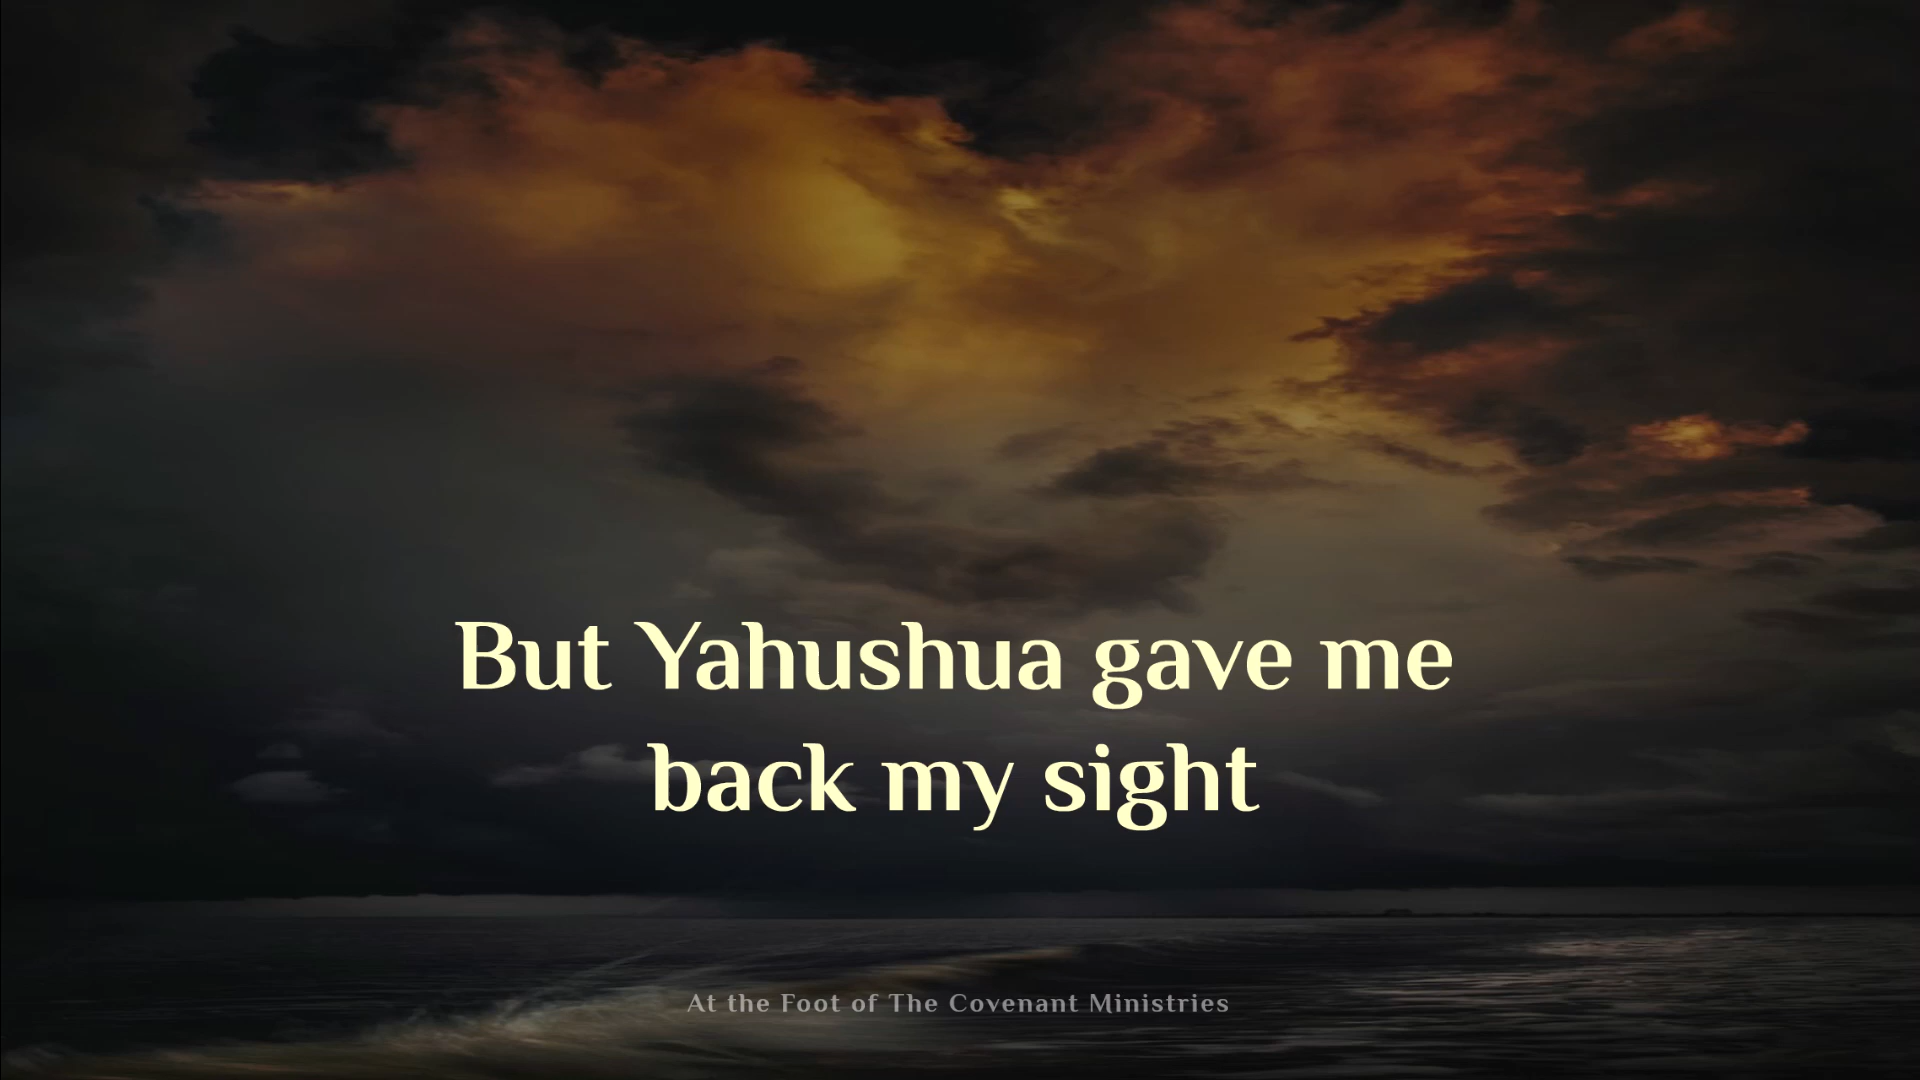 But Yahushua gave me
back my sight
At the Foot of The Covenant Ministries